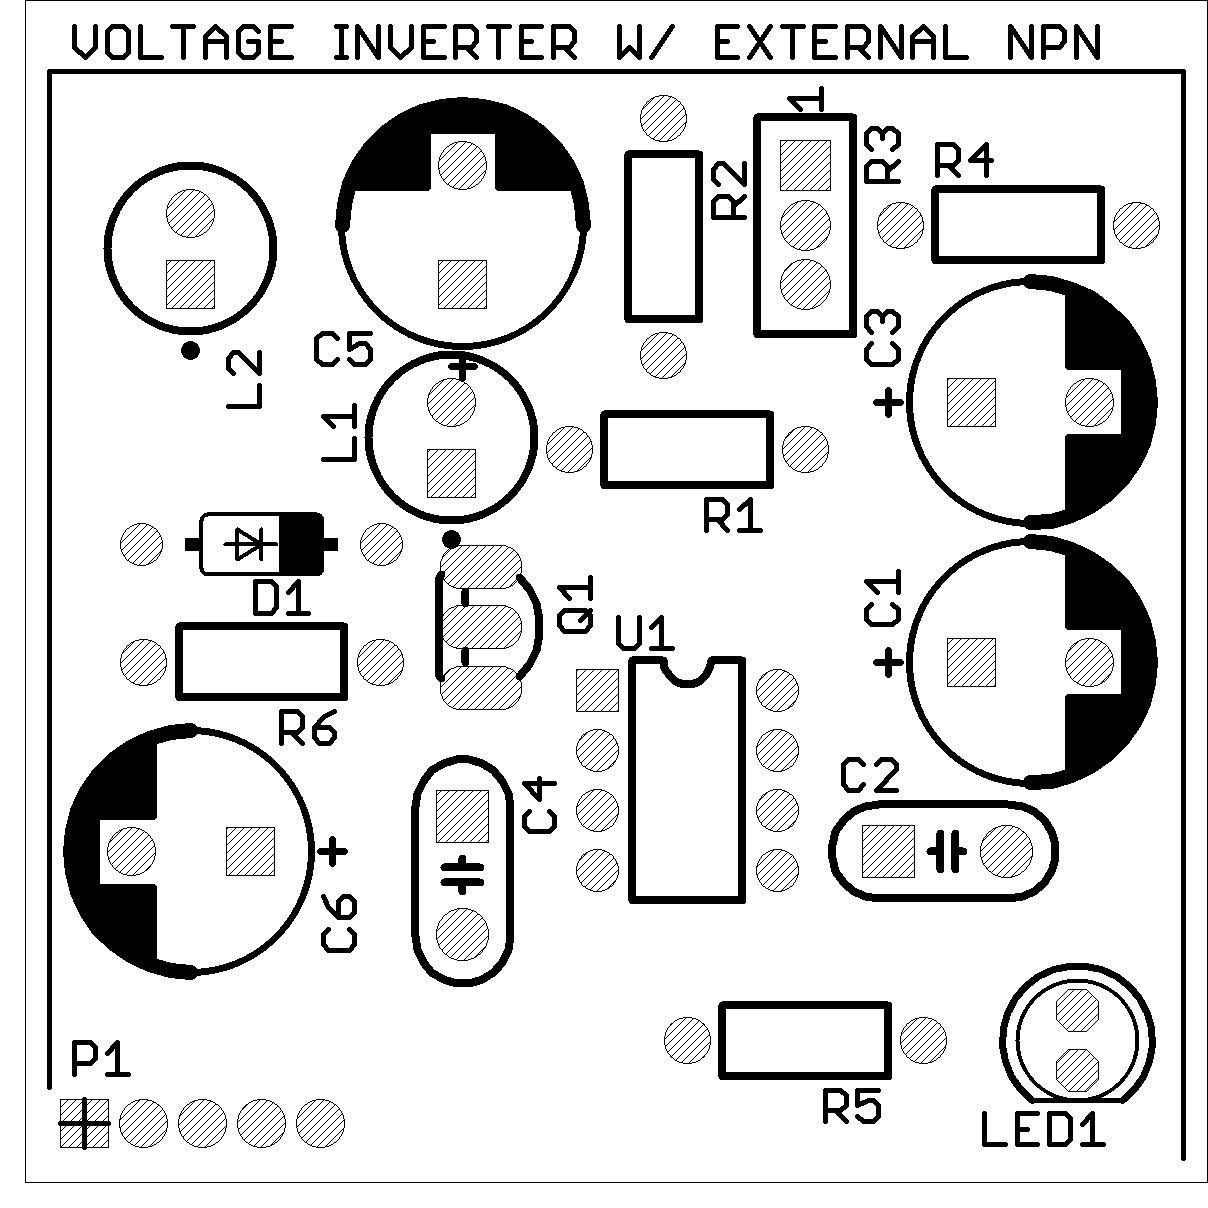 VOLTAGE INVERTER W/ EXTERNAL NPN
1
R3
R4
R2
C5
+
L2
L1
C3
+
R1
D1
Q1
C1
+
U1
R6
C2
C4
+
C6
P1
R5
LED1